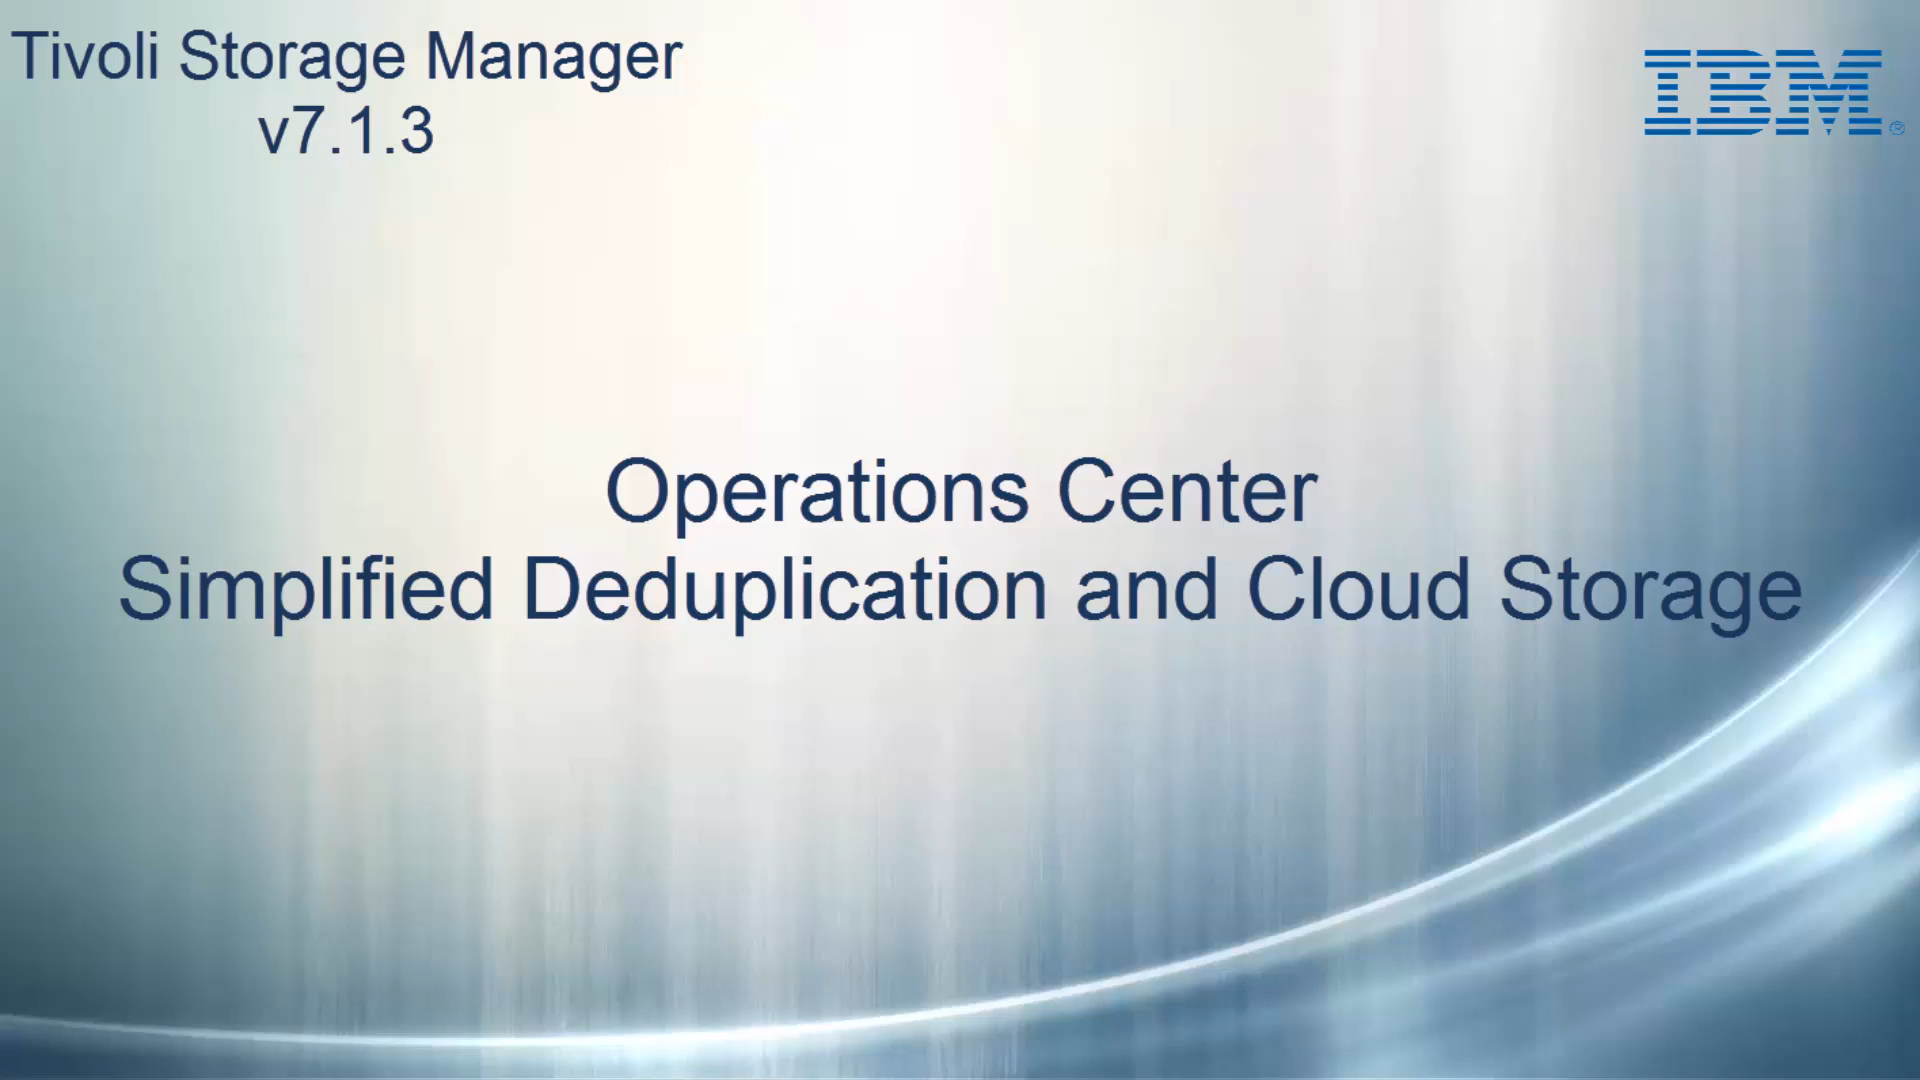 Tivoli Storage Manager
v7.1.3
IBM®
Operations Center
Simplified Deduplication and Cloud Storage